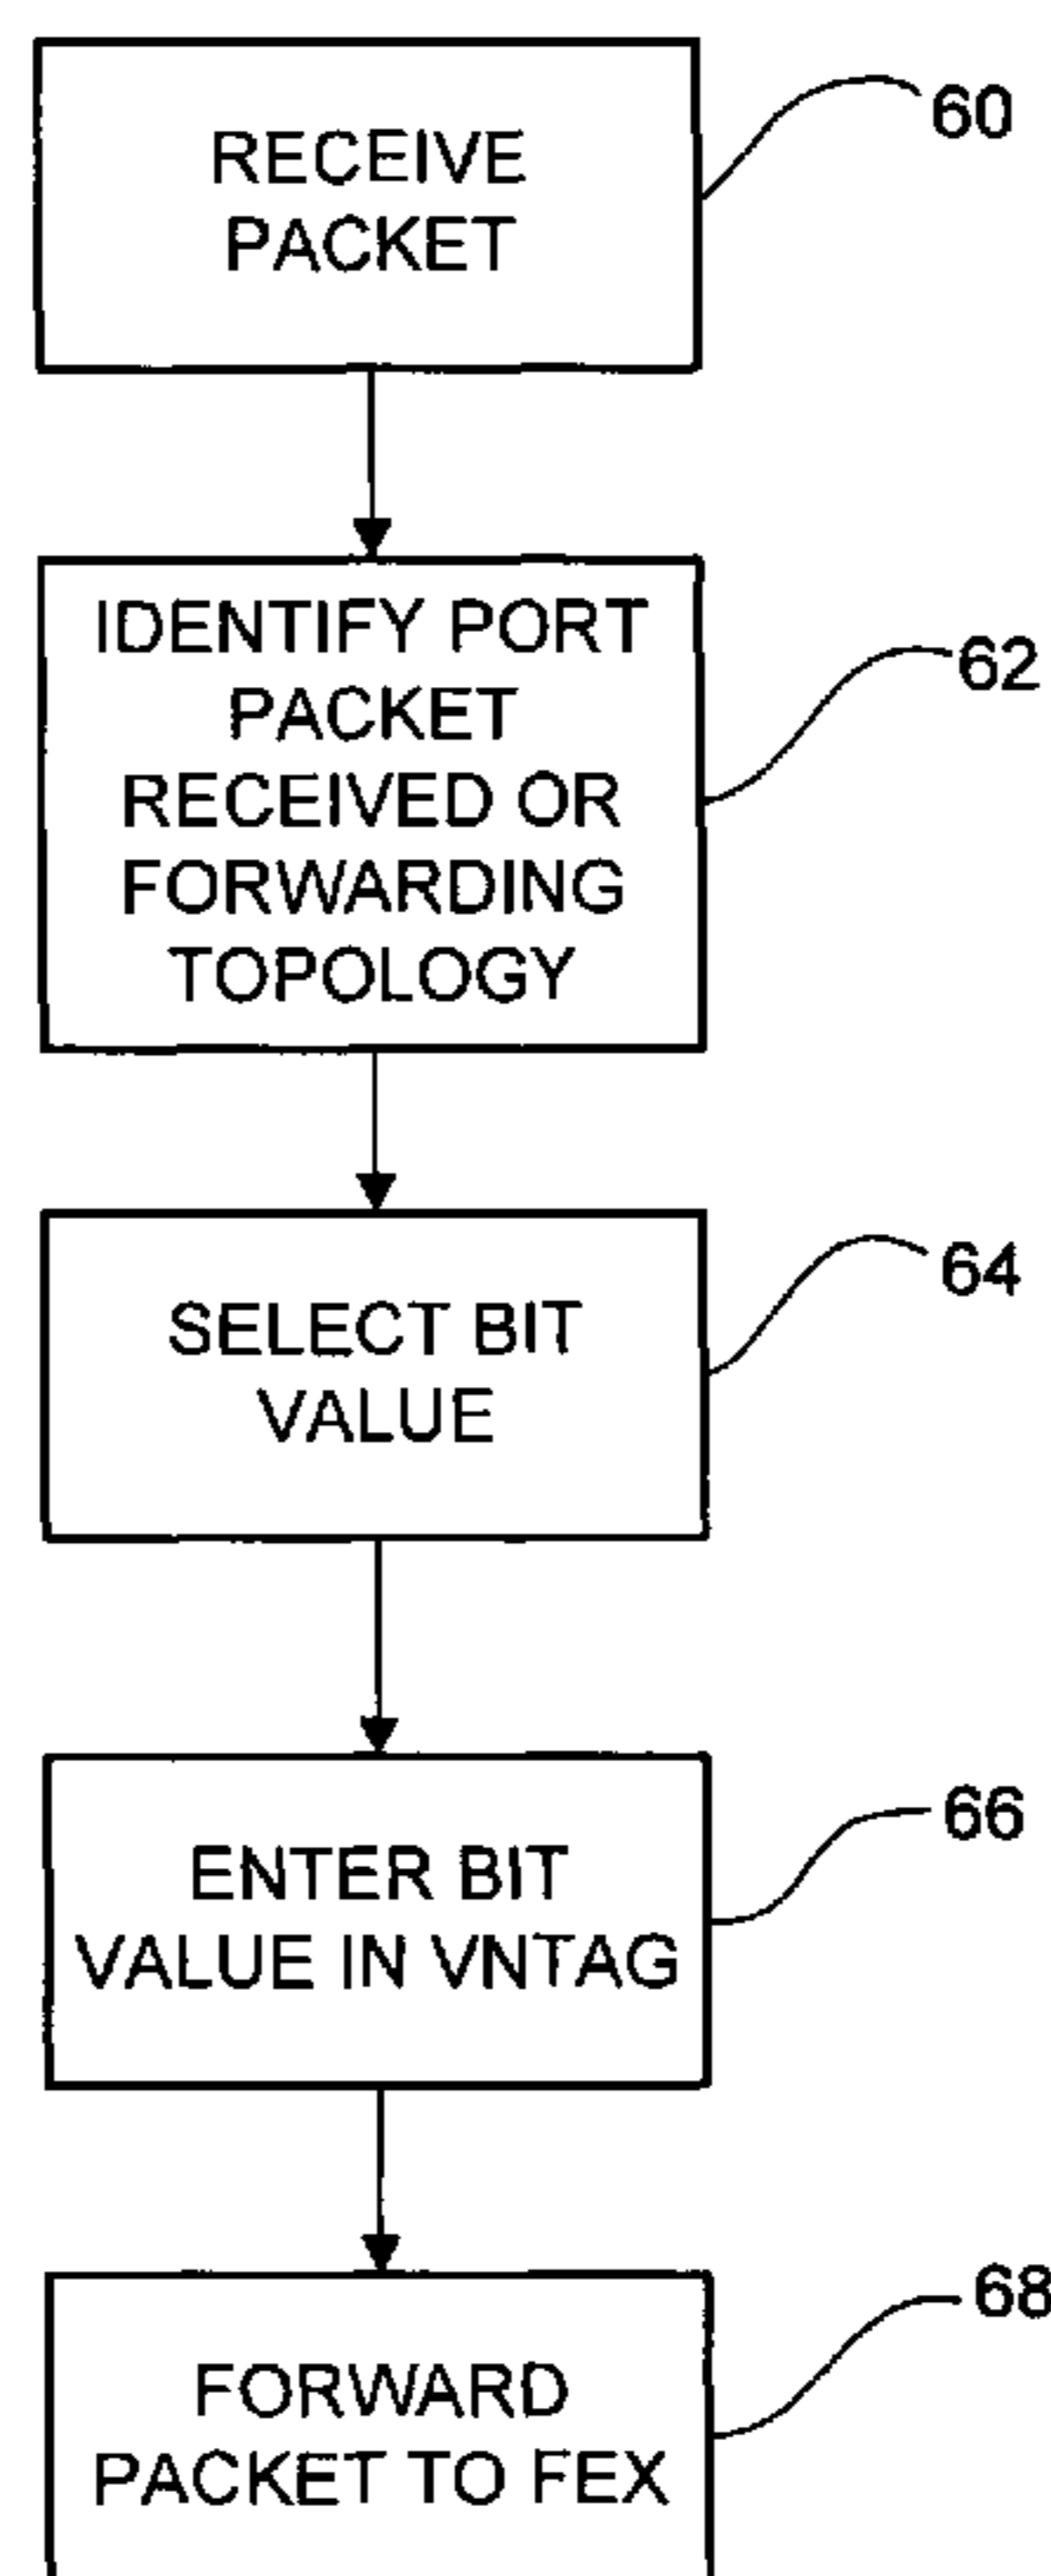 RECEIVE
PACKET
60
IDENTIFY PORT
PACKET
RECEIVED OR
FORWARDING
TOPOLOGY
62
SELECT BIT
VALUE
64
ENTER BIT
VALUE IN VNTAG
66
FORWARD
PACKET TO FEX
68